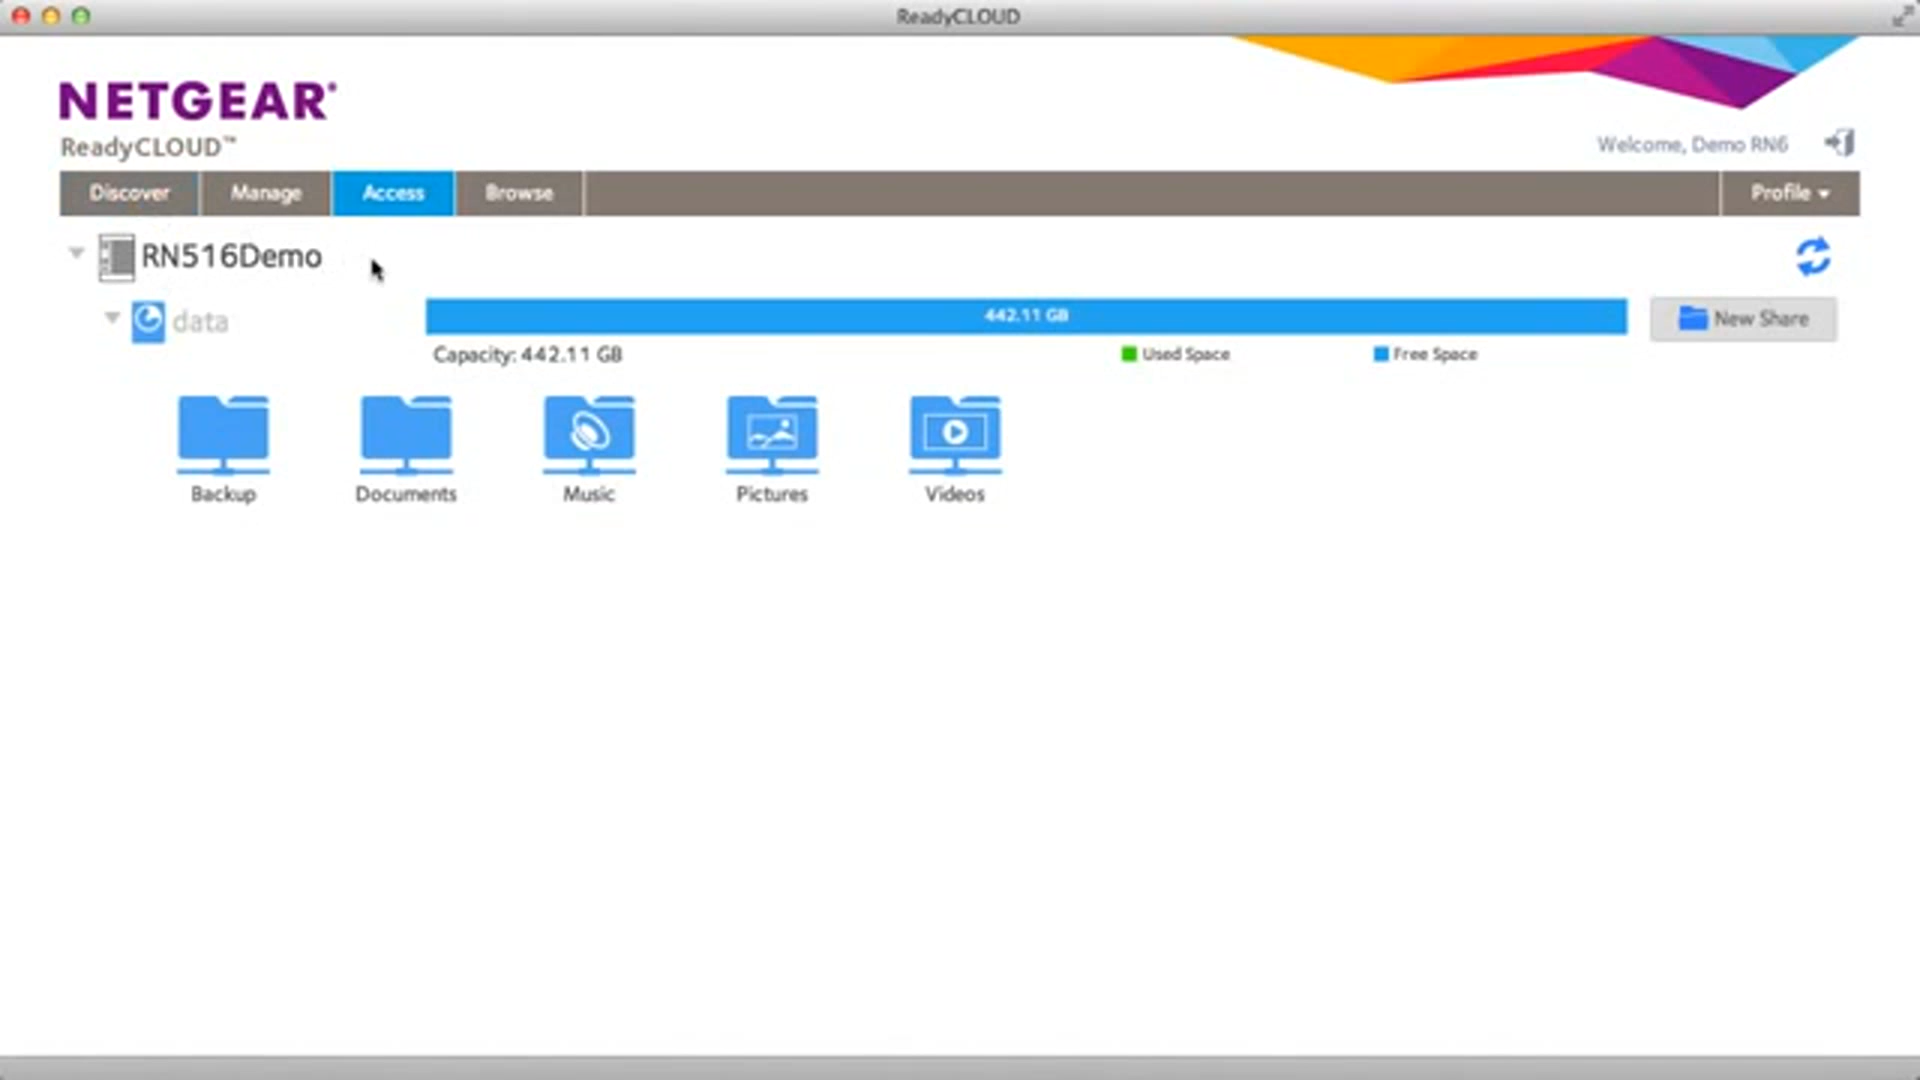 ReadyCLOUD
NETGEAR®
ReadyCLOUD™
Welcome, Demo RN6
Discover Manage Access Browse Profile
RN516Demo
data 442.11 GB New Share
Capacity: 442.11 GB Used Space Free Space
Backup Documents Music Pictures Videos